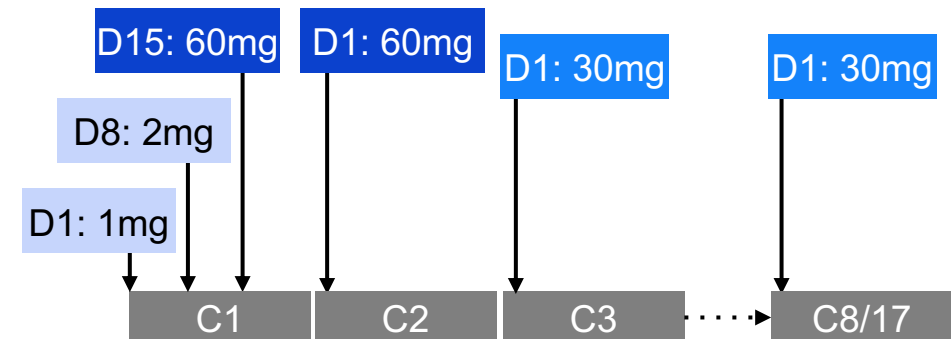 D15: 60mg
D1: 60mg
D1: 30mg
D1: 30mg
D8: 2mg
D1: 1mg
C1
C2
C3
C8/17